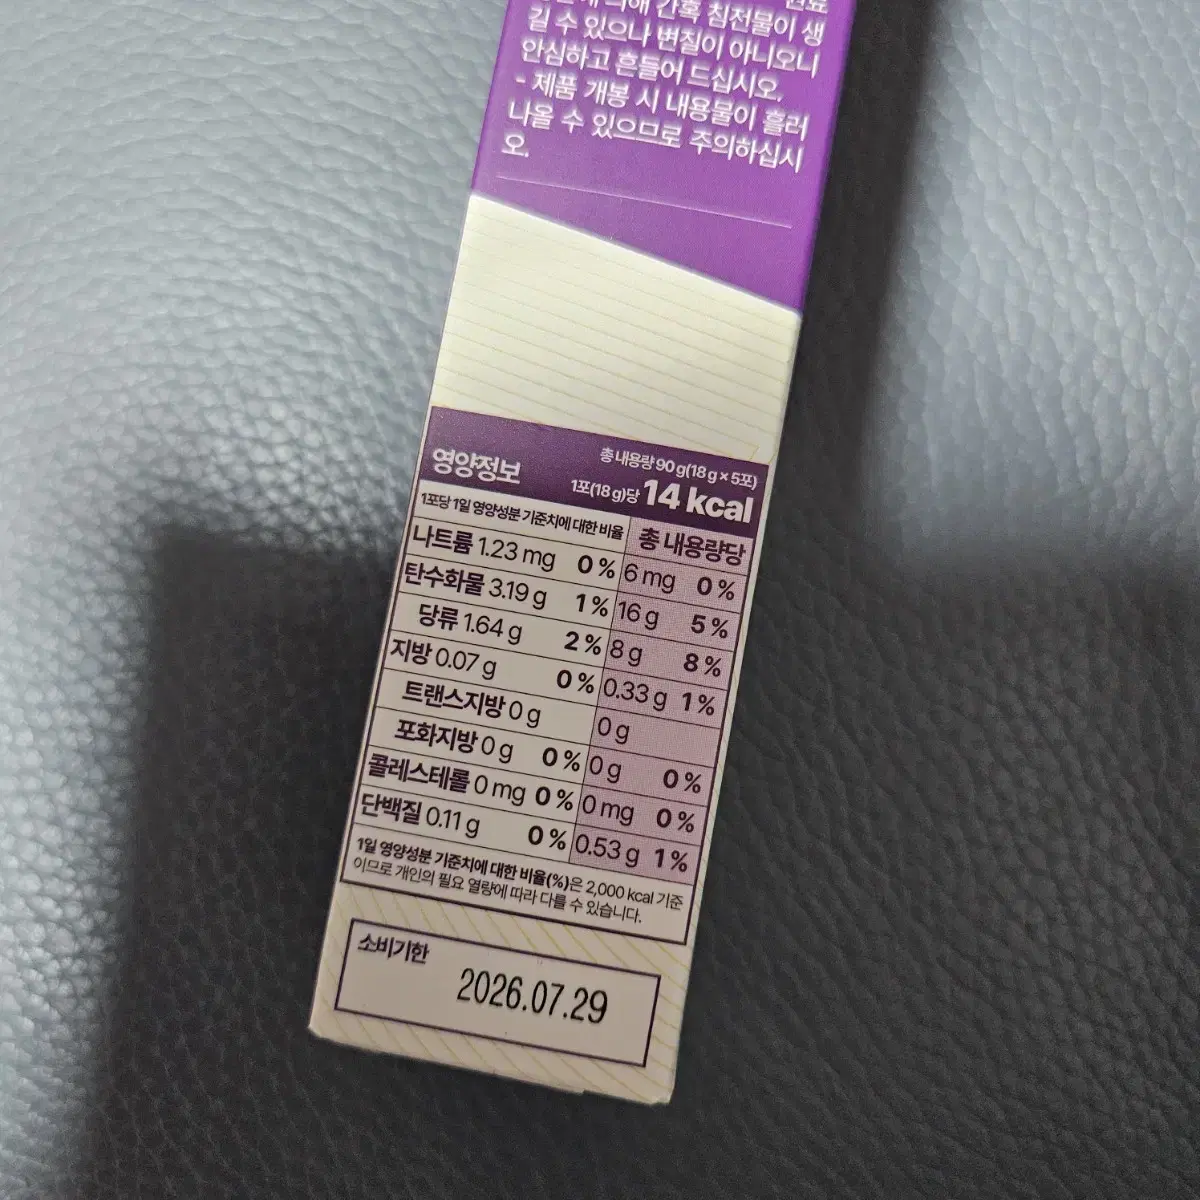 의해 간혹 침전물이 생
길 수 있으나 변질이 아니오니
안심하고 흔들어 드십시오.
- 제품 개봉 시 내용물이 흘러
나올 수 있으므로 주의하십시
오.
영양정보
총 내용량 90 g(18 g × 5포)
1포(18 g)당 14 kcal
1포당 1일 영양성분 기준치에 대한 비율 총 내용량당
나트륨 1.23 mg 0 % 6 mg 0 %
탄수화물 3.19 g 1 % 16 g 5 %
당류 1.64 g 2 % 8 g 8 %
지방 0.07 g 0 % 0.33 g 1 %
트랜스지방 0 g 0 g
포화지방 0 g 0 % 0 g 0 %
콜레스테롤 0 mg 0 % 0 mg 0 %
단백질 0.11 g 0 % 0.53 g 1 %
1일 영양성분 기준치에 대한 비율(%)은 2,000 kcal 기준
이므로 개인의 필요 열량에 따라 다를 수 있습니다.
소비기한
2026.07.29